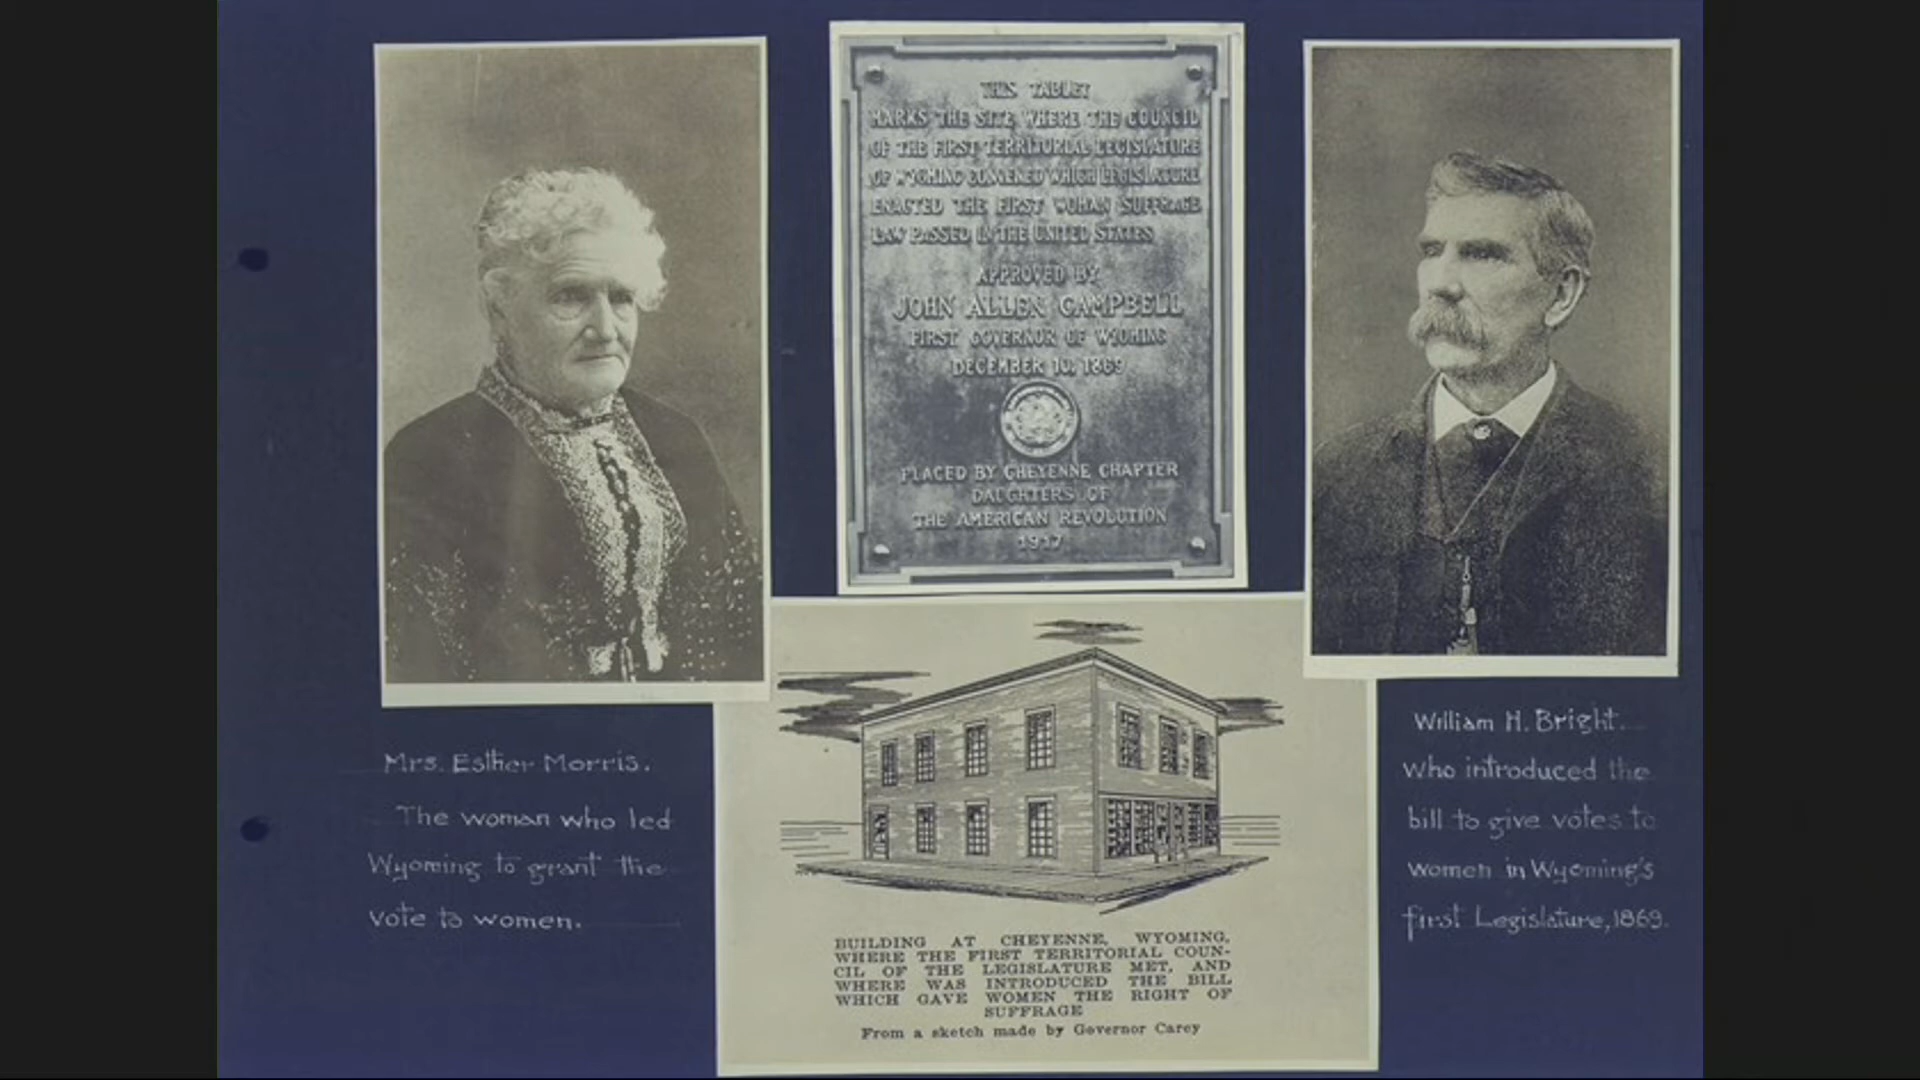 THIS TABLET
MARKS THE SITE WHERE THE COUNCIL
OF THE FIRST TERRITORIAL LEGISLATURE
OF WYOMING CONVENED WHICH LEGISLATURE
ENACTED THE FIRST WOMAN SUFFRAGE
LAW PASSED IN THE UNITED STATES
APPROVED BY
JOHN ALLEN CAMPBELL
FIRST GOVERNOR OF WYOMING
DECEMBER 10, 1869
PLACED BY CHEYENNE CHAPTER
DAUGHTERS OF
THE AMERICAN REVOLUTION
1917
Mrs. Esther Morris.
The woman who led
Wyoming to grant the
vote to women.
BUILDING AT CHEYENNE, WYOMING,
WHERE THE FIRST TERRITORIAL COUN-
CIL OF THE LEGISLATURE MET, AND
WHERE WAS INTRODUCED THE BILL
WHICH GAVE WOMEN THE RIGHT OF
SUFFRAGE
From a sketch made by Governor Carey
William H. Bright.
Who introduced the
bill to give votes to
women in Wyoming's
first Legislature, 1869.